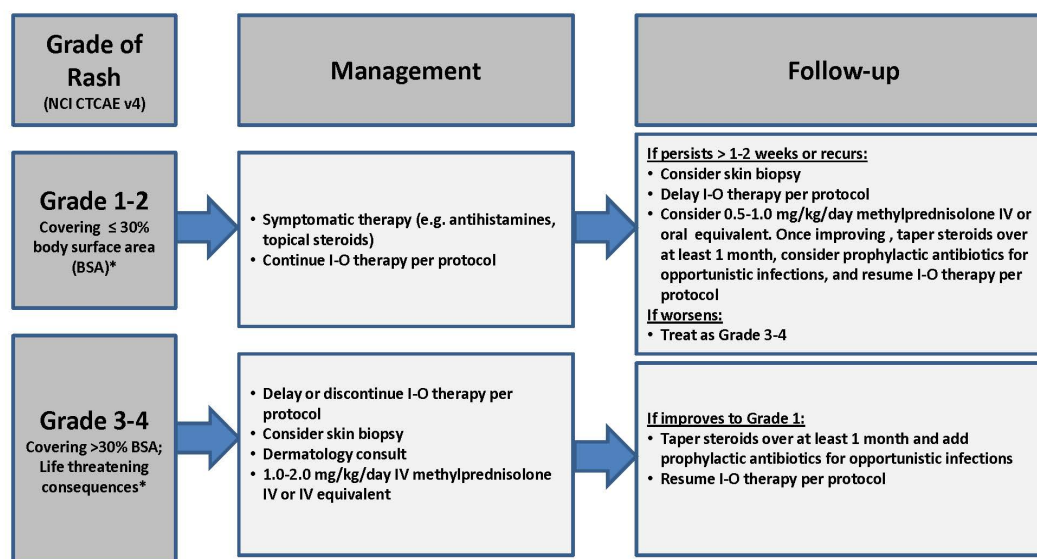 Grade of
Rash
(NCI CTCAE v4)
Management
Follow-up
Grade 1-2
Covering ≤ 30%
body surface area
(BSA)*
• Symptomatic therapy (e.g. antihistamines,
topical steroids)
• Continue I-O therapy per protocol
If persists > 1-2 weeks or recurs:
• Consider skin biopsy
• Delay I-O therapy per protocol
• Consider 0.5-1.0 mg/kg/day methylprednisolone IV or
oral equivalent. Once improving , taper steroids over
at least 1 month, consider prophylactic antibiotics for
opportunistic infections, and resume I-O therapy per
protocol
If worsens:
• Treat as Grade 3-4
Grade 3-4
Covering >30% BSA;
Life threatening
consequences*
• Delay or discontinue I-O therapy per
protocol
• Consider skin biopsy
• Dermatology consult
• 1.0-2.0 mg/kg/day IV methylprednisolone
IV or IV equivalent
If improves to Grade 1:
• Taper steroids over at least 1 month and add
prophylactic antibiotics for opportunistic infections
• Resume I-O therapy per protocol